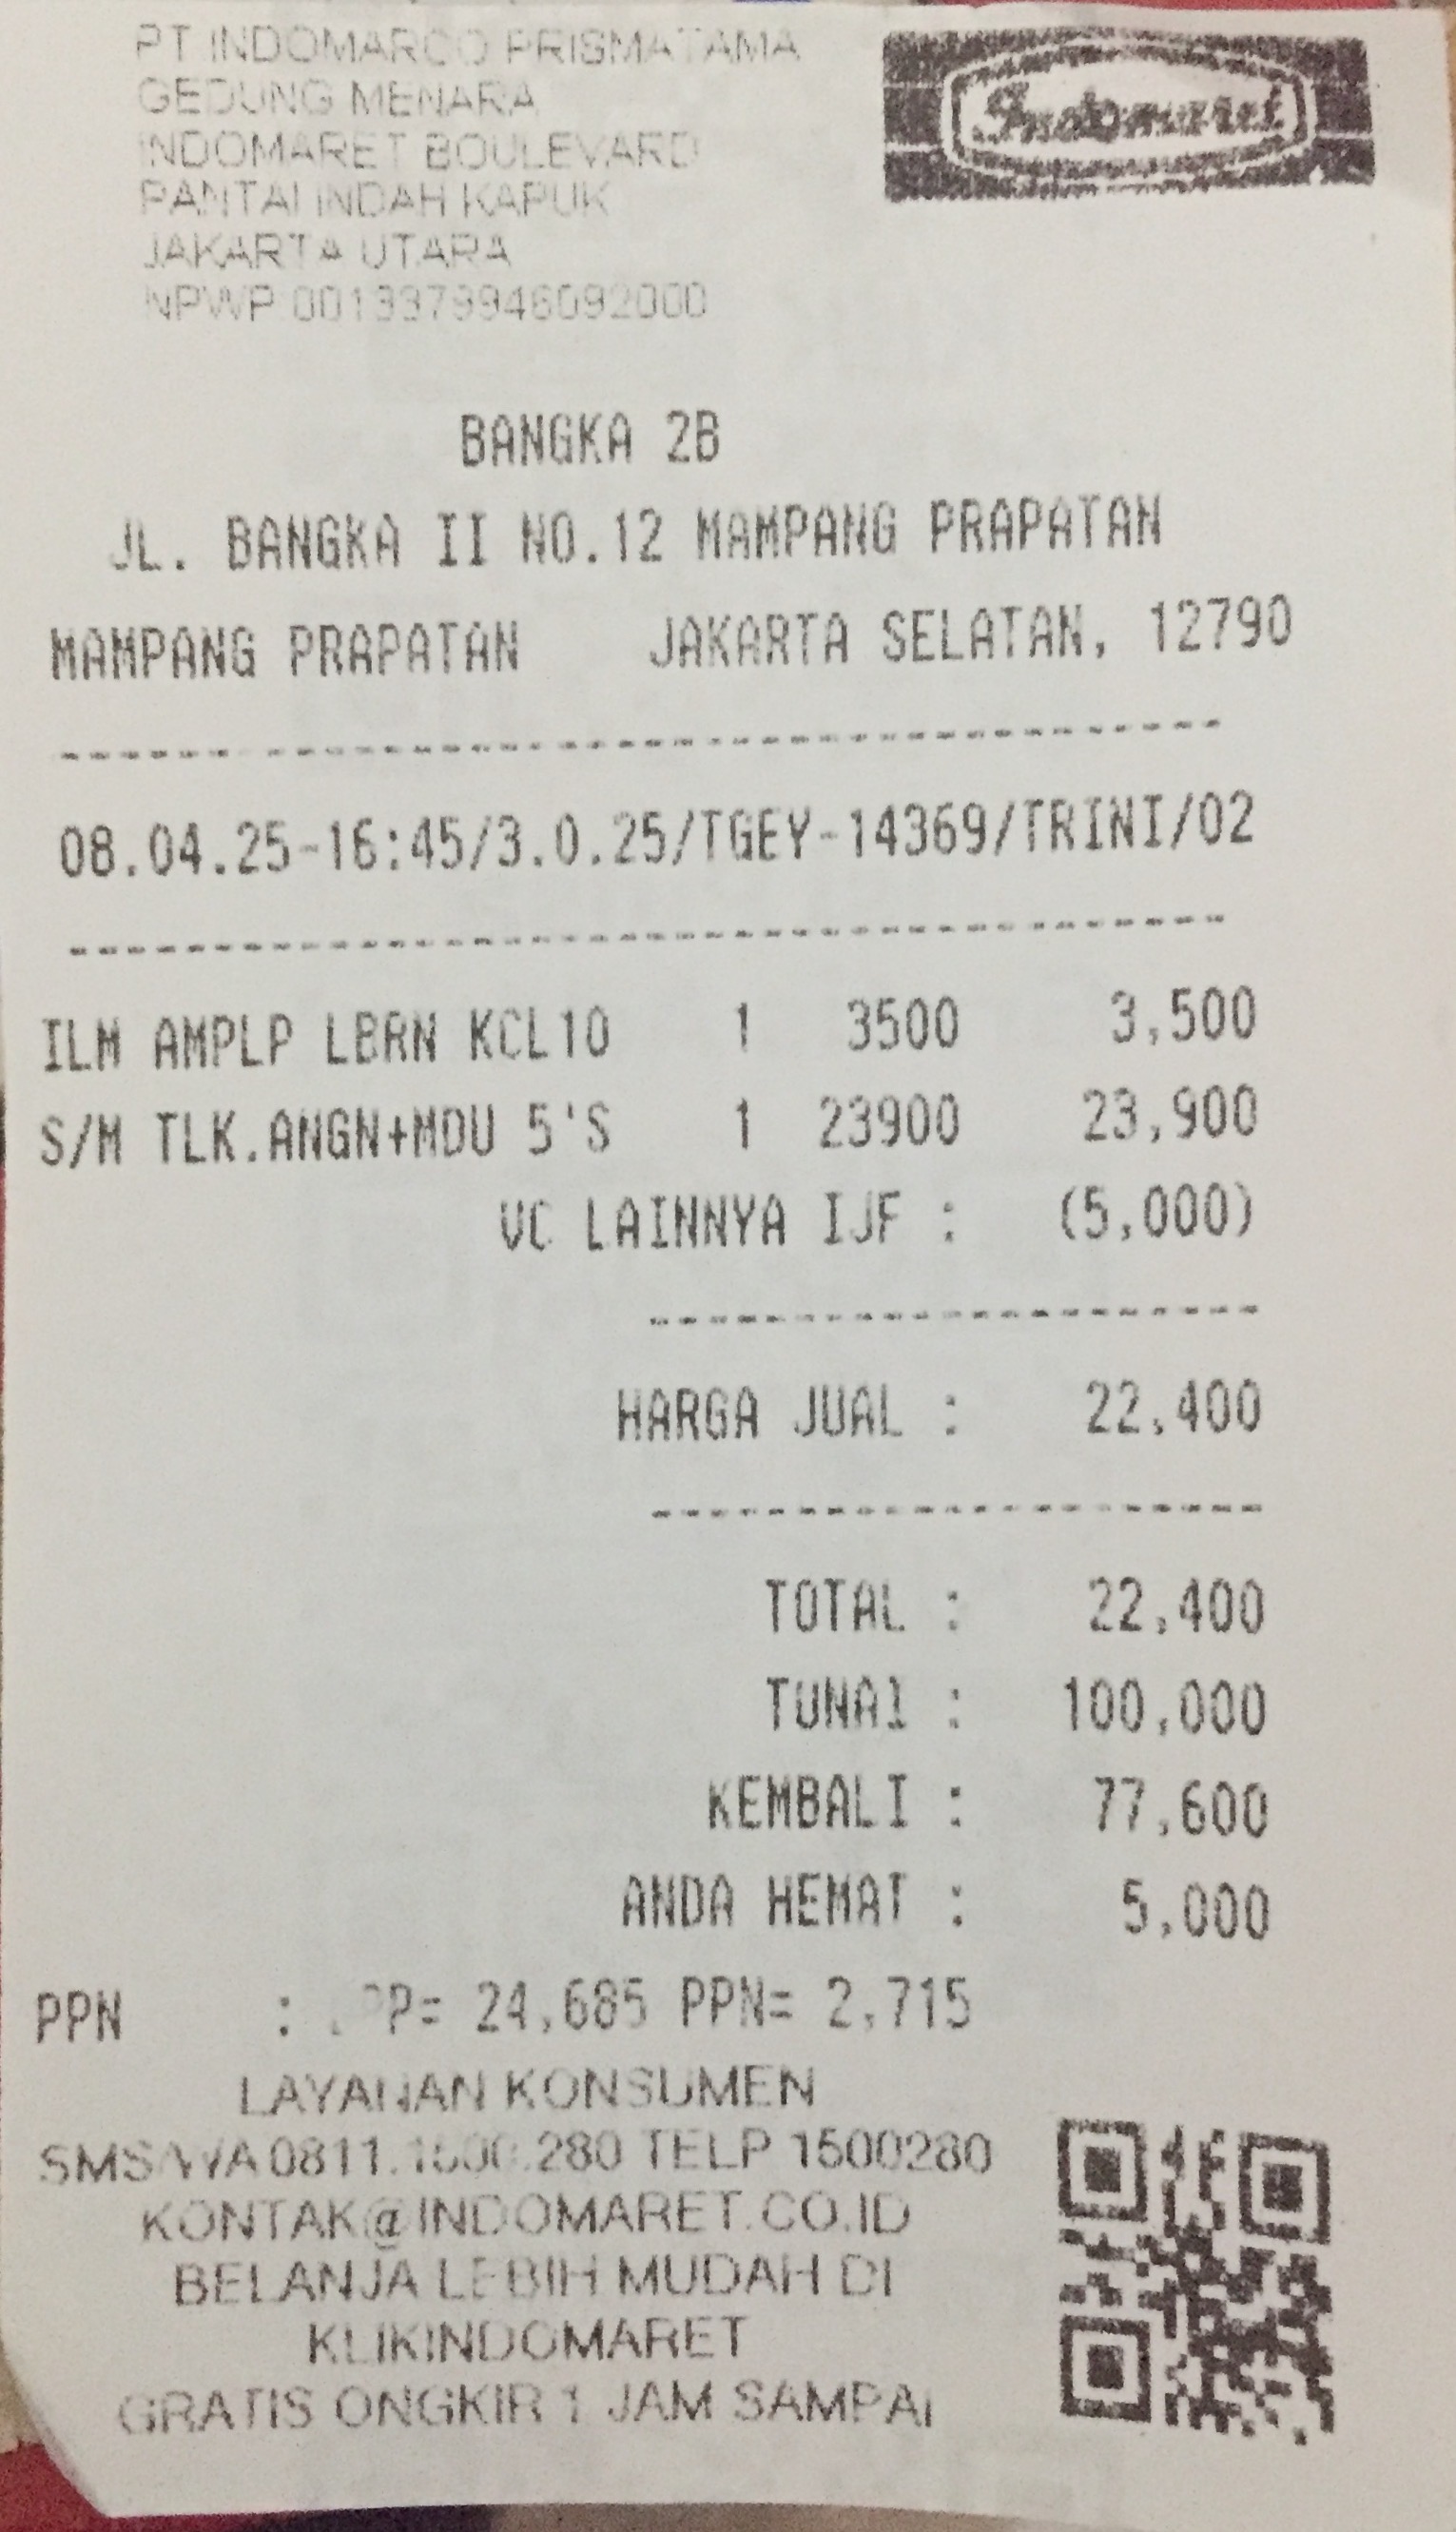 PT INDOMARCO PRISMATAMA
GEDUNG MENARA
INDOMARET BOULEVARD
PANTAI INDAH KAPUK
JAKARTA UTARA
NPWP:0013379946092000
Indomaret
BANGKA 2B
JL. BANGKA II NO.12 MAMPANG PRAPATAN
MAMPANG PRAPATAN JAKARTA SELATAN, 12790
08.04.25-16:45/3.0.25/TGEY-14369/TRINI/02
ILM AMPLP LBRN KCL10 1 3500 3,500
S/M TLK.ANGN+MDU 5'S 1 23900 23,900
VC LAINNYA IJF : (5,000)
HARGA JUAL : 22,400
TOTAL : 22,400
TUNAI : 100,000
KEMBALI : 77,600
ANDA HEMAT : 5,000
PPN : PP= 24,685 PPN= 2,715
LAYANAN KONSUMEN
SMS/WA 0811.1500.280 TELP 1500280
KONTAK@INDOMARET.CO.ID
BELANJA LEBIH MUDAH DI
KLIKINDOMARET
GRATIS ONGKIR 1 JAM SAMPAI